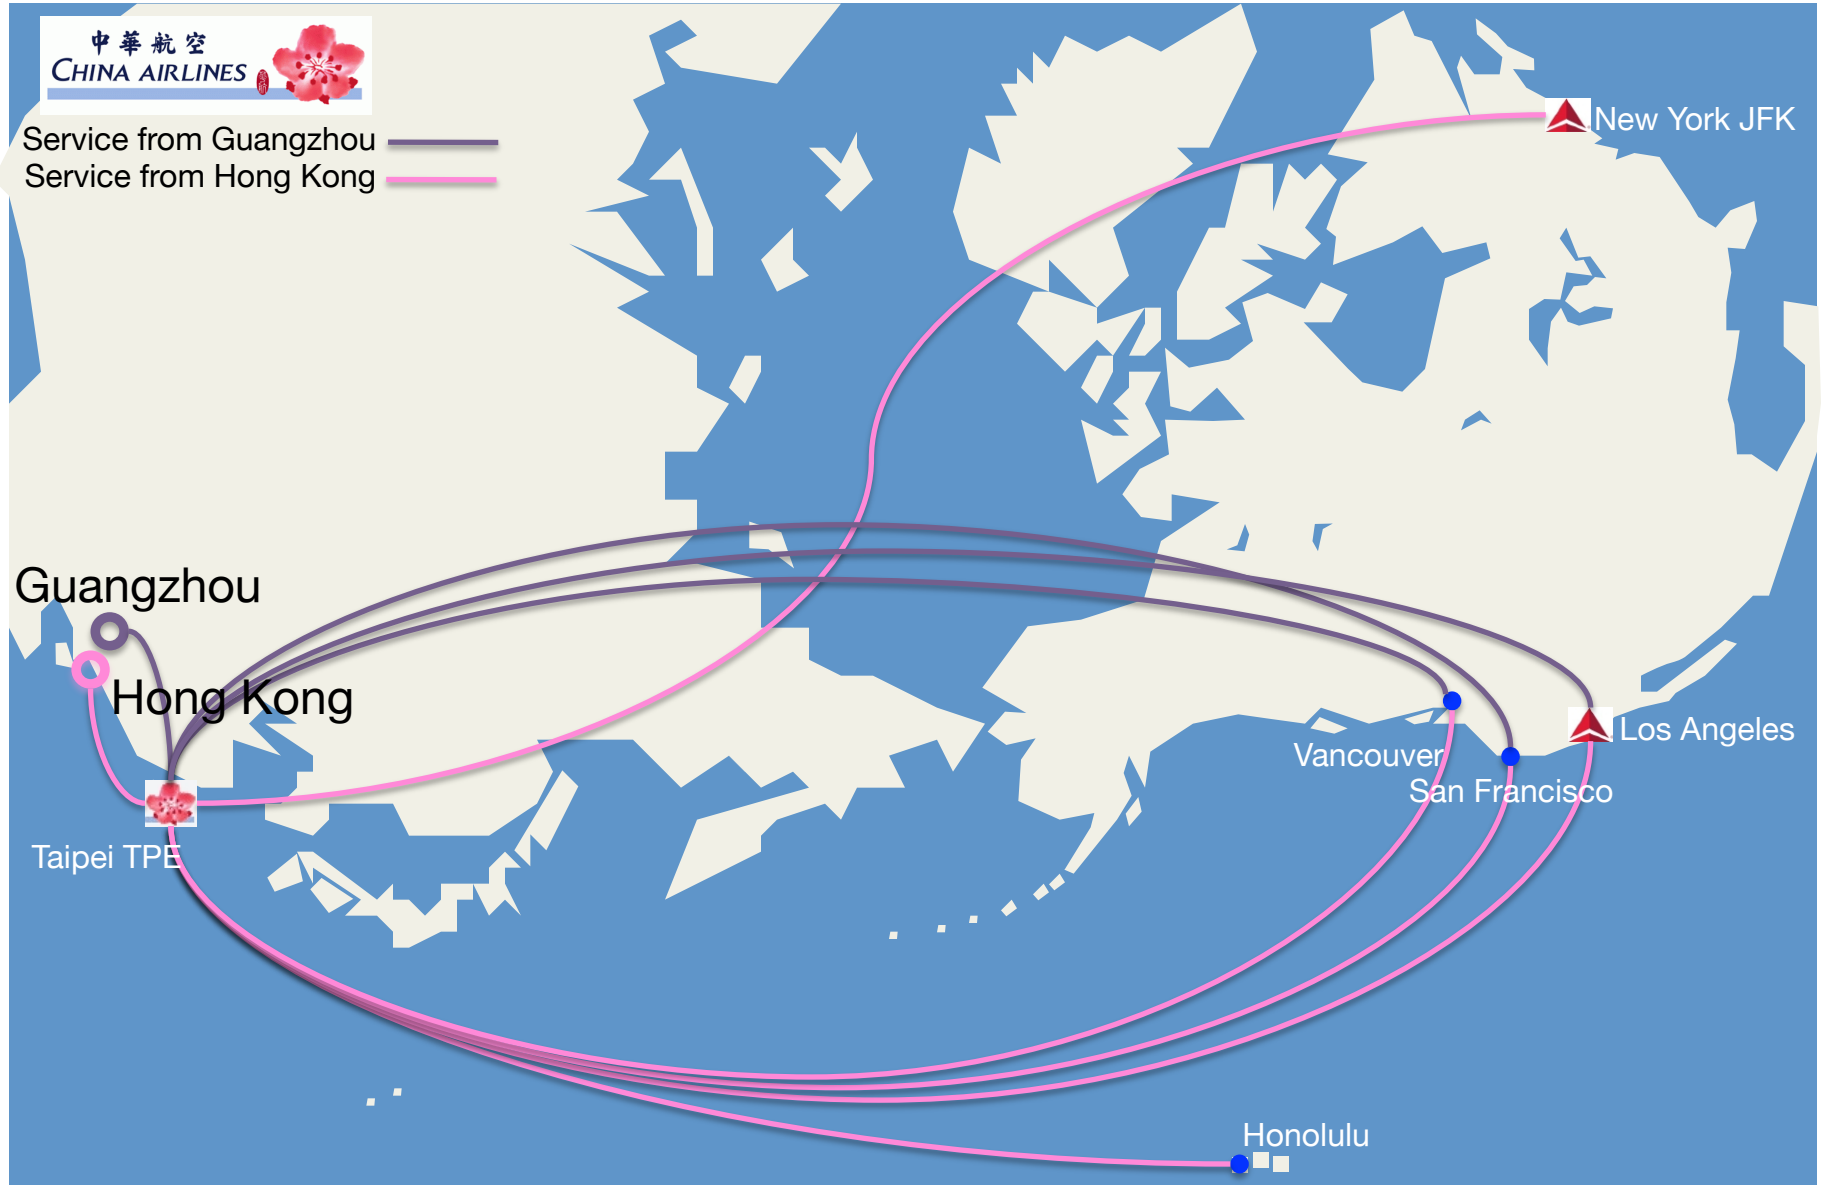 中華航空
CHINA AIRLINES
Service from Guangzhou
Service from Hong Kong
New York JFK
Guangzhou
Hong Kong
Los Angeles
Vancouver
San Francisco
Taipei TPE
Honolulu